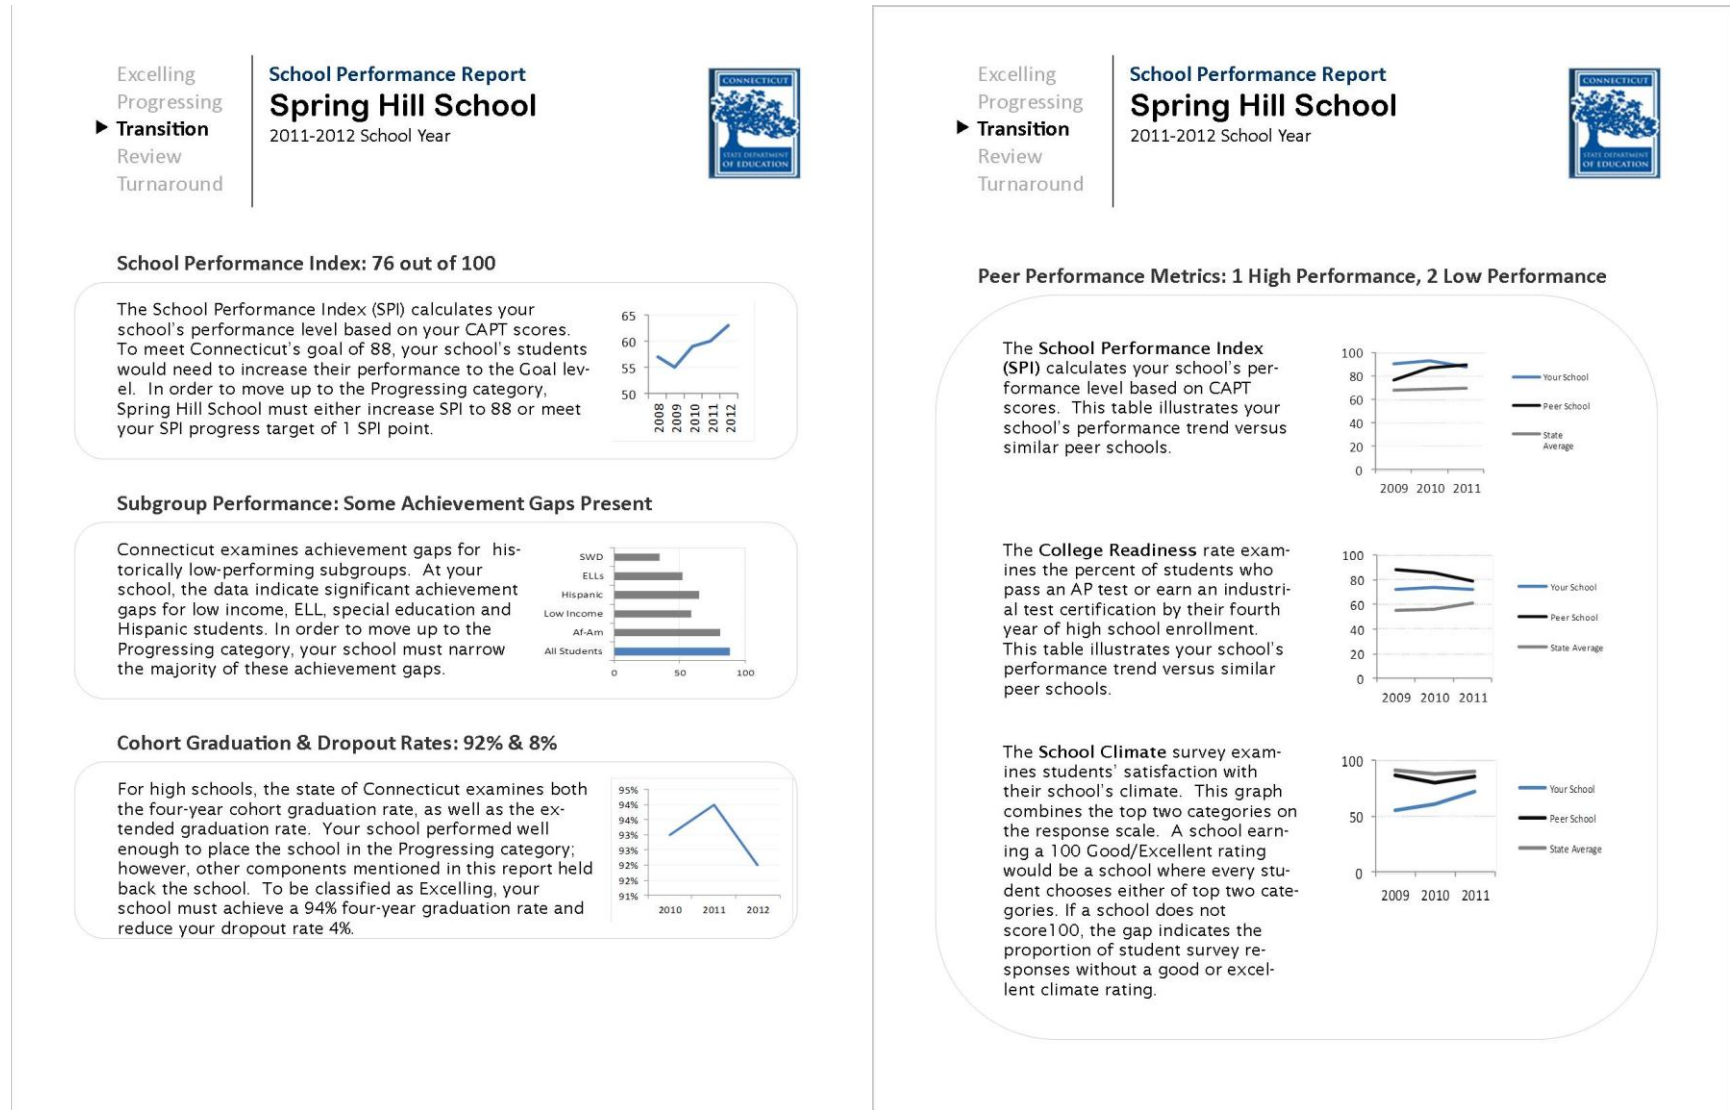 Excelling
Progressing
Transition
Review
Turnaround
School Performance Report
Spring Hill School
2011-2012 School Year
CONNECTICUT
STATE DEPARTMENT
OF EDUCATION
School Performance Index: 76 out of 100
The School Performance Index (SPI) calculates your
school's performance level based on your CAPT scores.
To meet Connecticut's goal of 88, your school's students
would need to increase their performance to the Goal lev-
el.  In order to move up to the Progressing category,
Spring Hill School must either increase SPI to 88 or meet
your SPI progress target of 1 SPI point.
65
60
55
50
2008
2009
2010
2011
2012
Subgroup Performance: Some Achievement Gaps Present
Connecticut examines achievement gaps for  his-
torically low-performing subgroups.  At your
school, the data indicate significant achievement
gaps for low income, ELL, special education and
Hispanic students. In order to move up to the
Progressing category, your school must narrow
the majority of these achievement gaps.
SWD
ELLs
Hispanic
Low Income
Af-Am
All Students
0 50 100
Cohort Graduation & Dropout Rates: 92% & 8%
For high schools, the state of Connecticut examines both
the four-year cohort graduation rate, as well as the ex-
tended graduation rate.  Your school performed well
enough to place the school in the Progressing category;
however, other components mentioned in this report held
back the school.  To be classified as Excelling, your
school must achieve a 94% four-year graduation rate and
reduce your dropout rate 4%.
95%
94%
94%
93%
93%
92%
92%
91%
2010 2011 2012
Excelling
Progressing
Transition
Review
Turnaround
School Performance Report
Spring Hill School
2011-2012 School Year
CONNECTICUT
STATE DEPARTMENT
OF EDUCATION
Peer Performance Metrics: 1 High Performance, 2 Low Performance
The School Performance Index
(SPI) calculates your school's per-
formance level based on CAPT
scores.  This table illustrates your
school's performance trend versus
similar peer schools.
100
80
60
40
20
0
2009 2010 2011
Your School
Peer School
State
Average
The College Readiness rate exam-
ines the percent of students who
pass an AP test or earn an industri-
al test certification by their fourth
year of high school enrollment.
This table illustrates your school's
performance trend versus similar
peer schools.
100
80
60
40
20
0
2009 2010 2011
Your School
Peer School
State Average
The School Climate survey exam-
ines students' satisfaction with
their school's climate.  This graph
combines the top two categories on
the response scale.  A school earn-
ing a 100 Good/Excellent rating
would be a school where every stu-
dent chooses either of top two cate-
gories. If a school does not
score100, the gap indicates the
proportion of student survey re-
sponses without a good or excel-
lent climate rating.
100
50
0
2009 2010 2011
Your School
Peer School
State Average